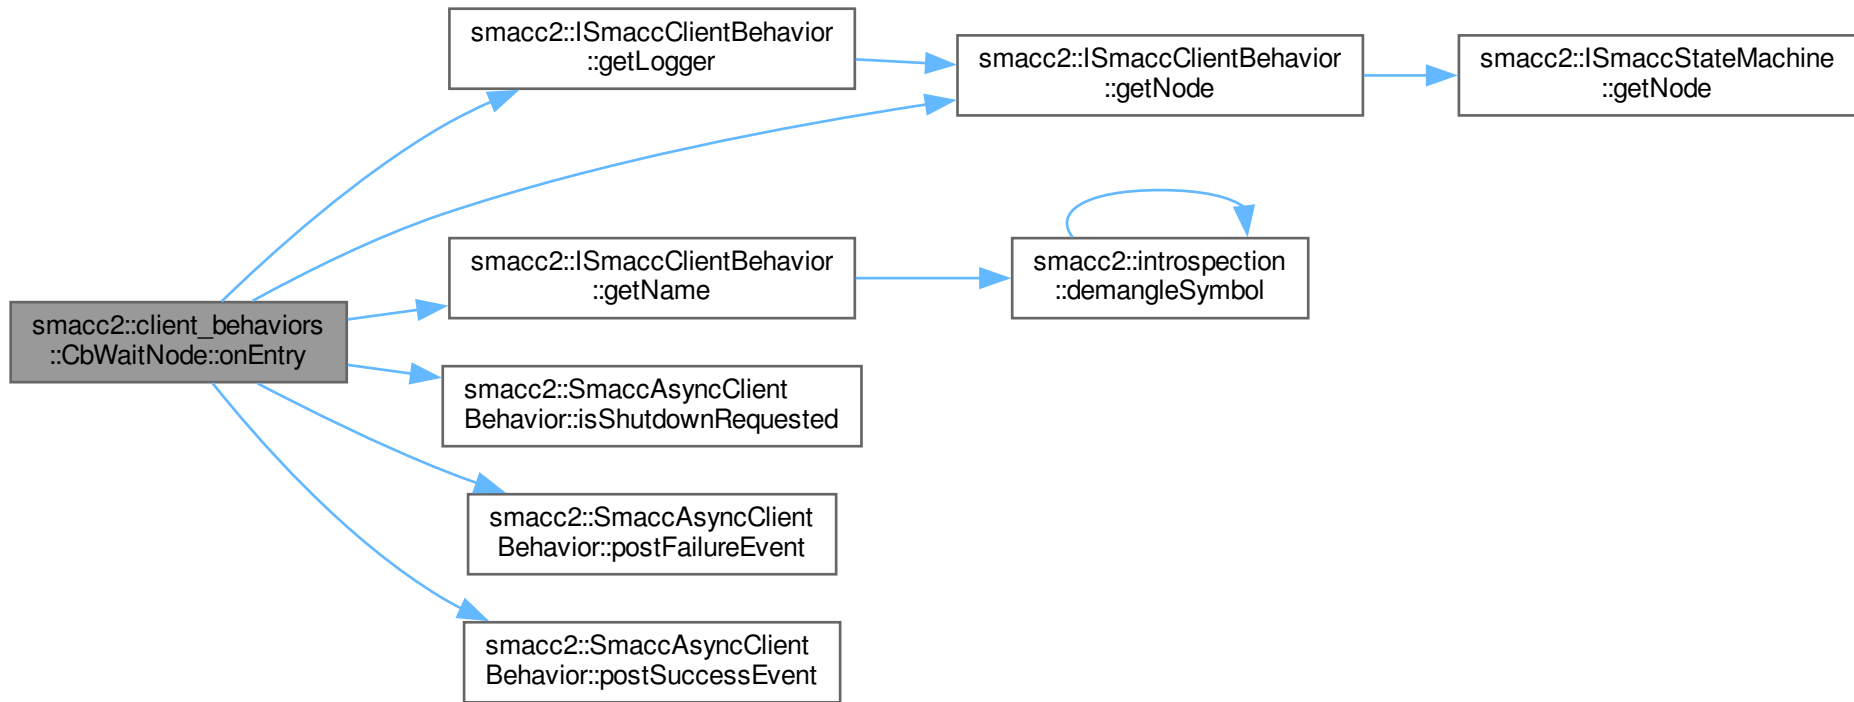 smacc2::ISmaccClientBehavior
::getLogger
smacc2::ISmaccClientBehavior
::getNode
smacc2::ISmaccStateMachine
::getNode
smacc2::ISmaccClientBehavior
::getName
smacc2::introspection
::demangleSymbol
smacc2::client_behaviors
::CbWaitNode::onEntry
smacc2::SmaccAsyncClient
Behavior::isShutdownRequested
smacc2::SmaccAsyncClient
Behavior::postFailureEvent
smacc2::SmaccAsyncClient
Behavior::postSuccessEvent